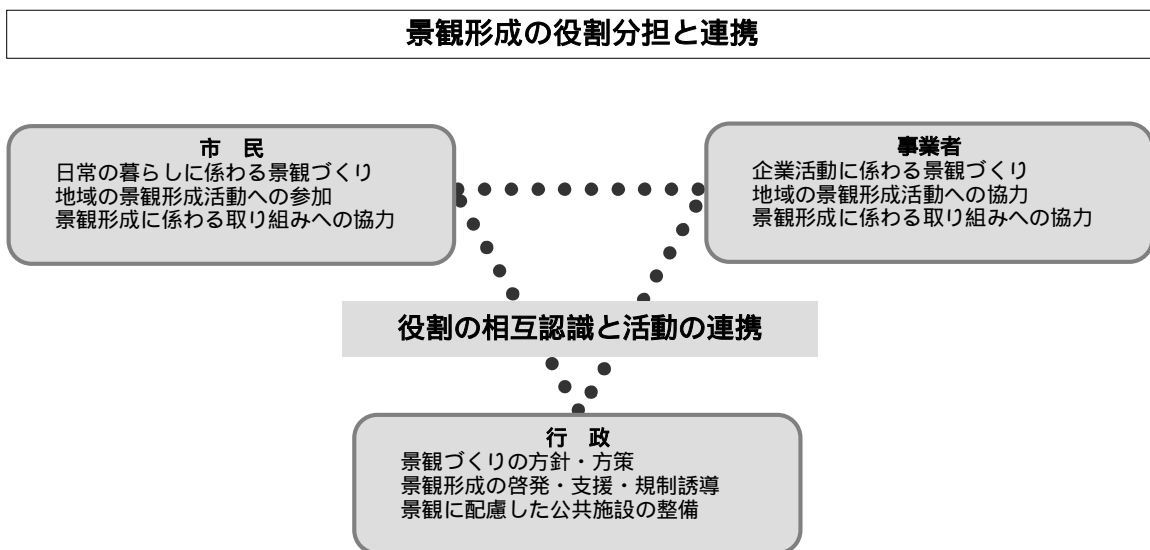 景観形成の役割分担と連携
市　民
日常の暮らしに係わる景観づくり
地域の景観形成活動への参加
景観形成に係わる取り組みへの協力
事業者
企業活動に係わる景観づくり
地域の景観形成活動への協力
景観形成に係わる取り組みへの協力
役割の相互認識と活動の連携
行　政
景観づくりの方針・方策
景観形成の啓発・支援・規制誘導
景観に配慮した公共施設の整備